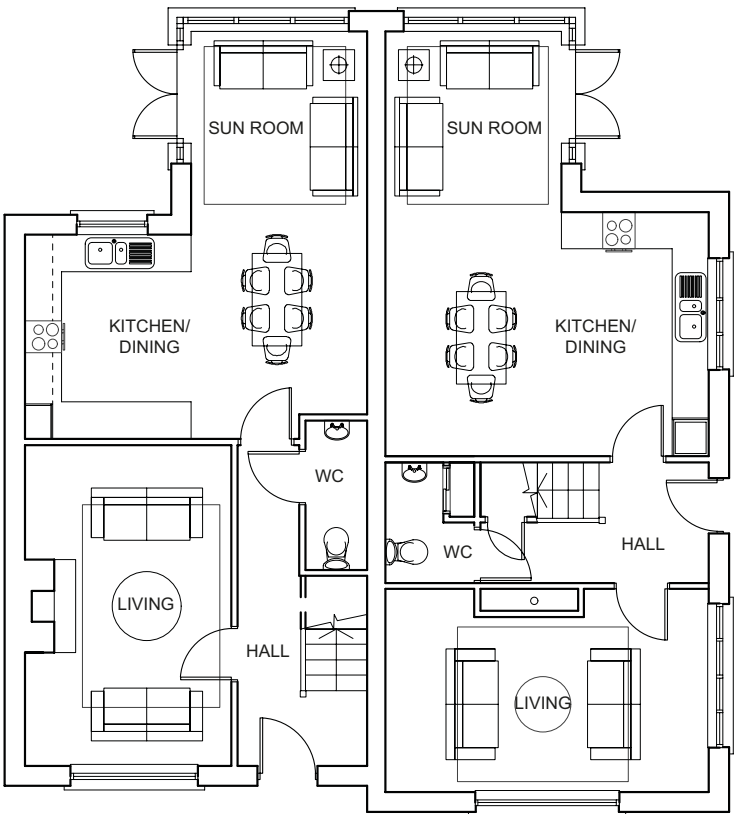 SUN ROOM
SUN ROOM
KITCHEN/
DINING
KITCHEN/
DINING
WC
WC
HALL
LIVING
HALL
LIVING